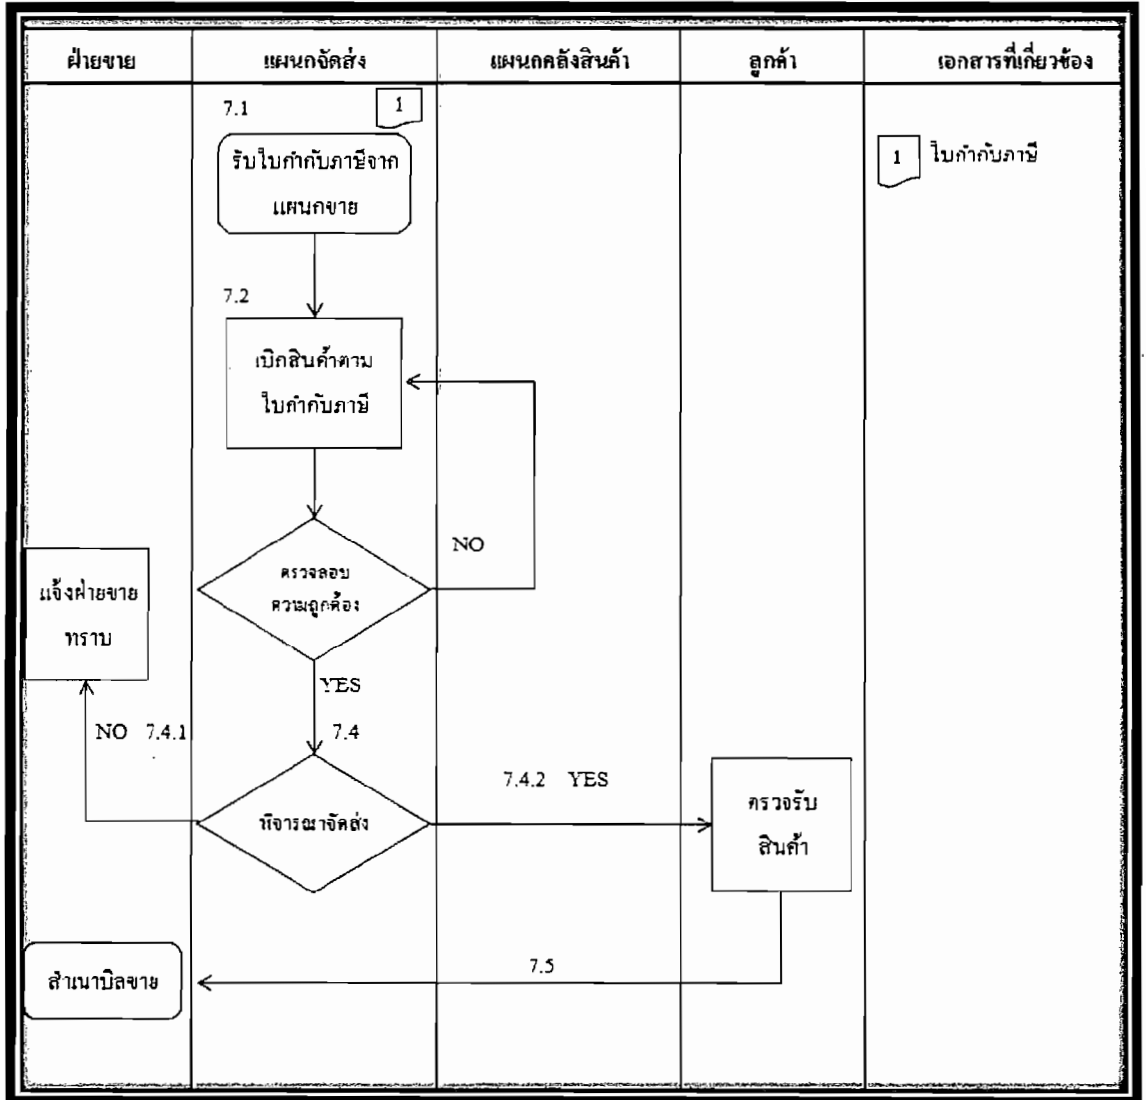 ฝ่ายขาย
แผนกจัดส่ง
แผนกคลังสินค้า
ลูกค้า
เอกสารที่เกี่ยวข้อง
7.1
1
รับใบกำกับภาษีจาก
แผนกขาย
1
ใบกำกับภาษี
7.2
เบิกสินค้าตาม
ใบกำกับภาษี
NO
ตรวจสอบ
ความถูกต้อง
แจ้งฝ่ายขาย
ทราบ
YES
NO 7.4.1
7.4
พิจารณาจัดส่ง
7.4.2 YES
ตรวจรับ
สินค้า
7.5
สำเนาบิลขาย